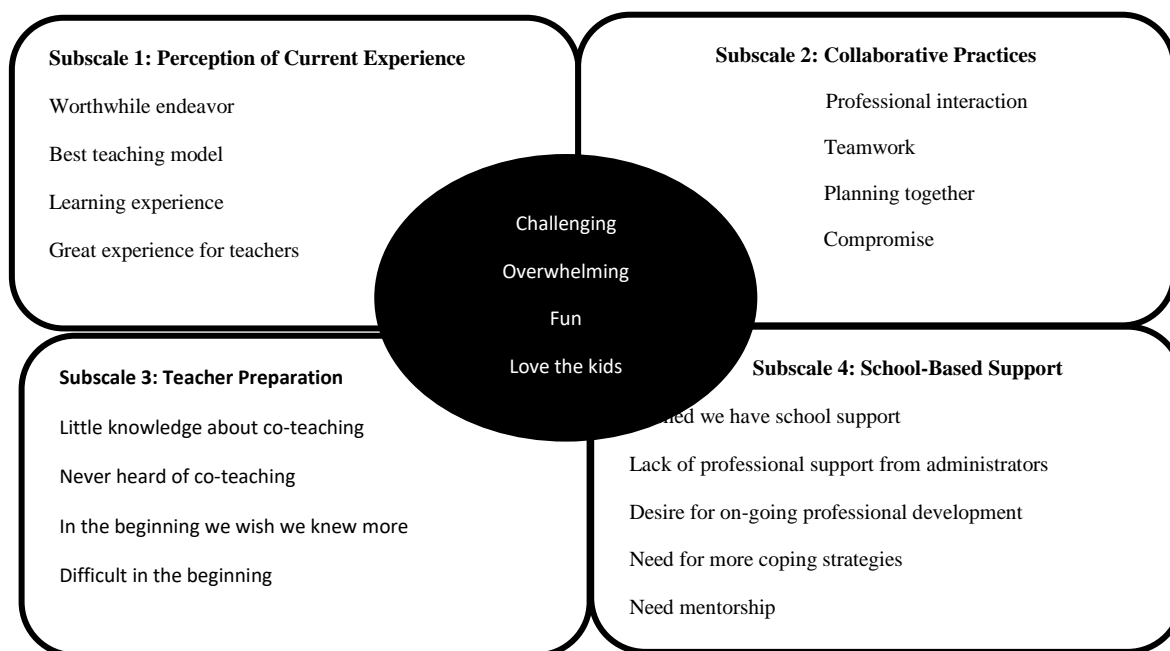 Subscale 1: Perception of Current Experience
Worthwhile endeavor
Best teaching model
Learning experience
Great experience for teachers
Subscale 2: Collaborative Practices
Professional interaction
Teamwork
Planning together
Compromise
Challenging
Overwhelming
Fun
Love the kids
Subscale 3: Teacher Preparation
Little knowledge about co-teaching
Never heard of co-teaching
In the beginning we wish we knew more
Difficult in the beginning
Subscale 4: School-Based Support
we have school support
Lack of professional support from administrators
Desire for on-going professional development
Need for more coping strategies
Need mentorship